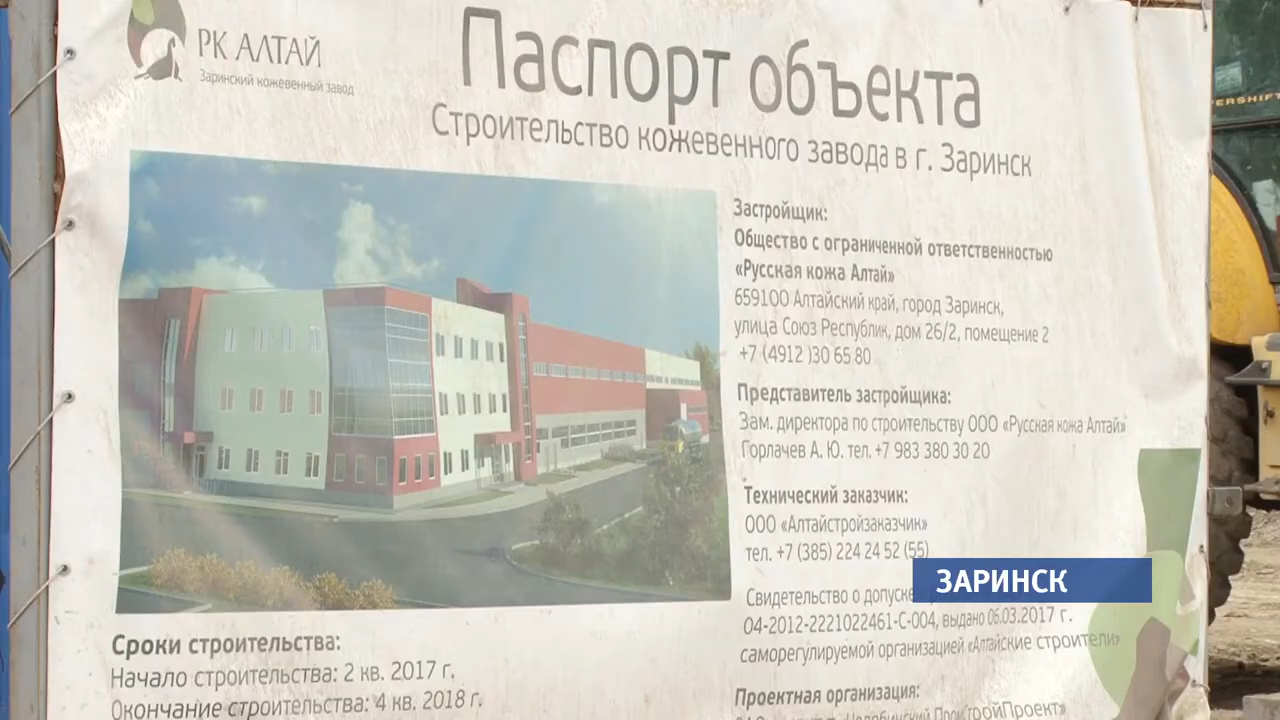 РК АЛТАЙ
Заринский кожевенный завод
Паспорт объекта
Строительство кожевенного завода в г. Заринск
Застройщик:
Общество с ограниченной ответственностью
«Русская кожа Алтай»
659100 Алтайский край, город Заринск,
улица Союз Республик, дом 26/2, помещение 2
+7 (4912 )30 65 80
Представитель застройщика:
Зам. директора по строительству ООО «Русская кожа Алтай»
Горлачев А. Ю. тел. +7 983 380 30 20
Технический заказчик:
ООО «Алтайстройзаказчик»
тел. +7 (385) 224 24 52 (55)
Свидетельство о допуске
04-2012-2221022461-С-004, выдано 06.03.2017 г.
саморегулируемой организацией «Алтайские строители»
Проектная организация:
Сроки строительства:
Начало строительства: 2 кв. 2017 г.
Окончание строительства: 4 кв. 2018 г.
ЗАРИНСК